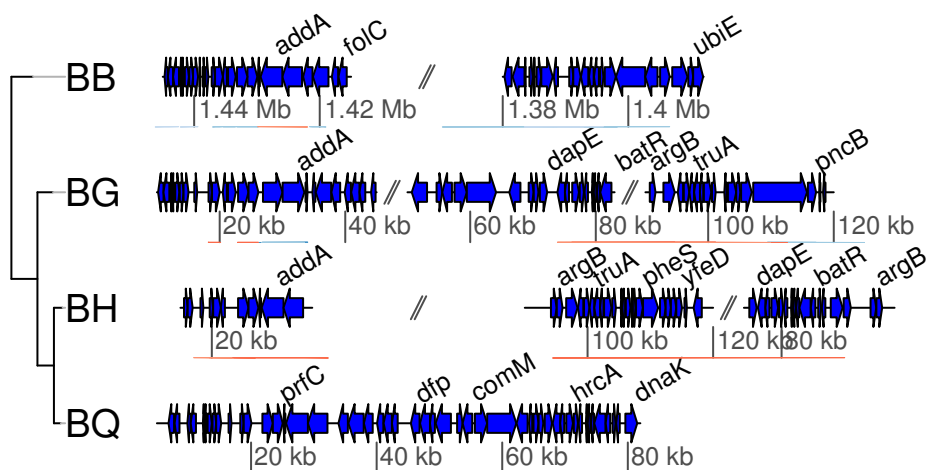 addA folC ubiE
BB
1.44 Mb 1.42 Mb 1.38 Mb 1.4 Mb
addA dapE batR argB truA pncB
BG
20 kb 40 kb 60 kb 80 kb 100 kb 120 kb
addA argB truA pheS yfeD dapE batR argB
BH
20 kb 100 kb 120 kb 80 kb
prfC dfp comM hrcA dnaK
BQ
20 kb 40 kb 60 kb 80 kb